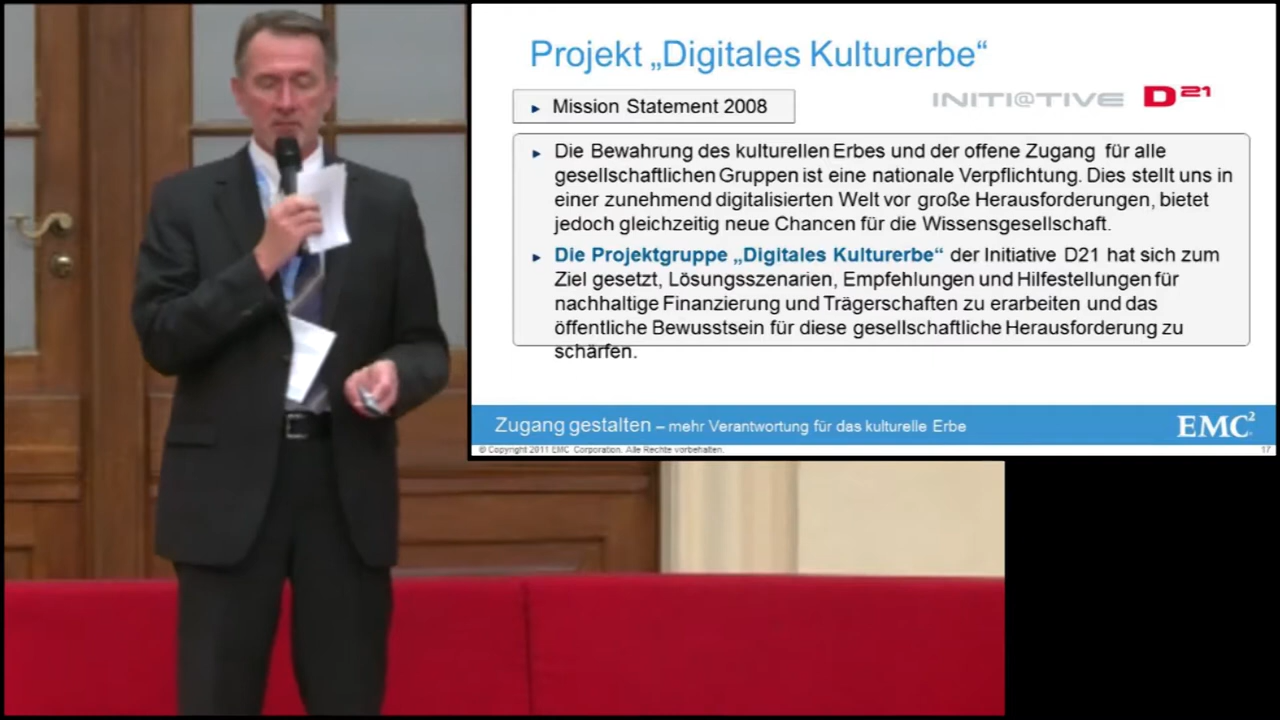 Projekt „Digitales Kulturerbe“
▸ Mission Statement 2008
INITI@TIVE D21
▸ Die Bewahrung des kulturellen Erbes und der offene Zugang für alle
gesellschaftlichen Gruppen ist eine nationale Verpflichtung. Dies stellt uns in
einer zunehmend digitalisierten Welt vor große Herausforderungen, bietet
jedoch gleichzeitig neue Chancen für die Wissensgesellschaft.
▸ Die Projektgruppe „Digitales Kulturerbe“ der Initiative D21 hat sich zum
Ziel gesetzt, Lösungsszenarien, Empfehlungen und Hilfestellungen für
nachhaltige Finanzierung und Trägerschaften zu erarbeiten und das
öffentliche Bewusstsein für diese gesellschaftliche Herausforderung zu
schärfen.
Zugang gestalten – mehr Verantwortung für das kulturelle Erbe
EMC²
© Copyright 2011 EMC Corporation. Alle Rechte vorbehalten.
17